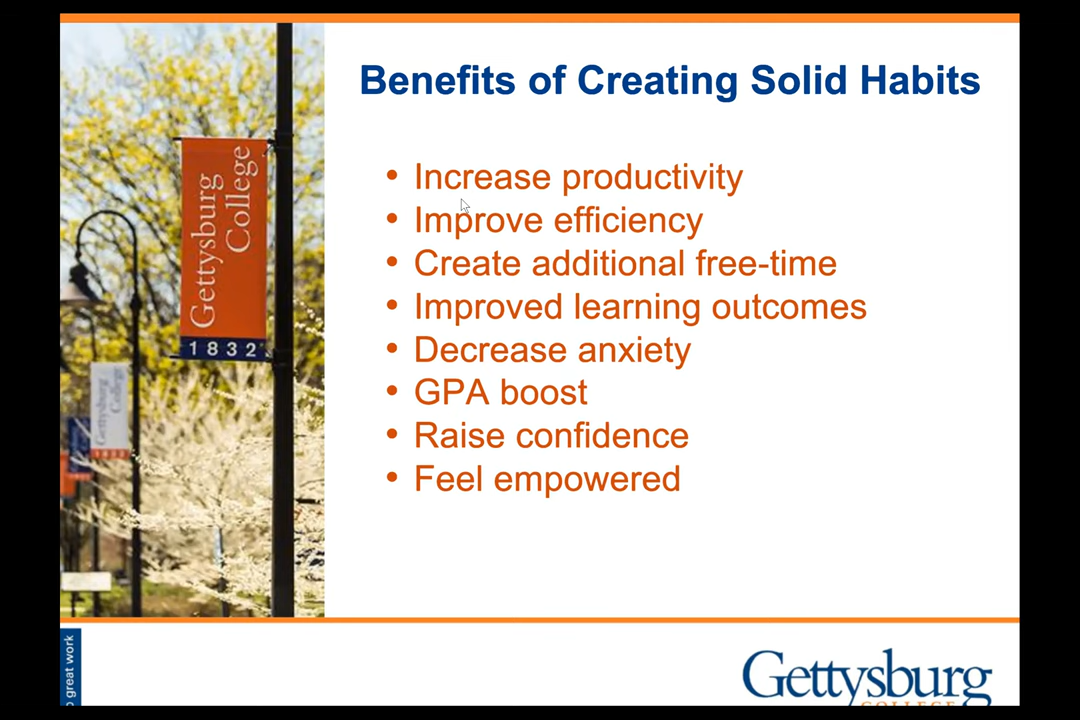 Benefits of Creating Solid Habits
• Increase productivity
• Improve efficiency
• Create additional free-time
• Improved learning outcomes
• Decrease anxiety
• GPA boost
• Raise confidence
• Feel empowered
Gettysburg
College
1832
Gettysburg
College
great work
Gettysburg
COLLEGE